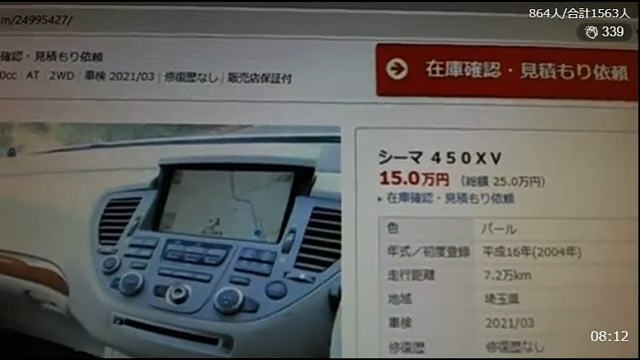 864人/合計1563人
339
om/24995427/
確認・見積もり依頼
0cc AT 2WD 車検 2021/03 修復歴なし 販売店保証付
在庫確認・見積もり依頼
シーマ 450XV
15.0万円 (総額 25.0万円)
在庫確認・見積もり依頼
色 パール
年式/初度登録 平成16年(2004年)
走行距離 7.2万km
地域 埼玉県
車検 2021/03
修復歴 修復歴なし
08:12